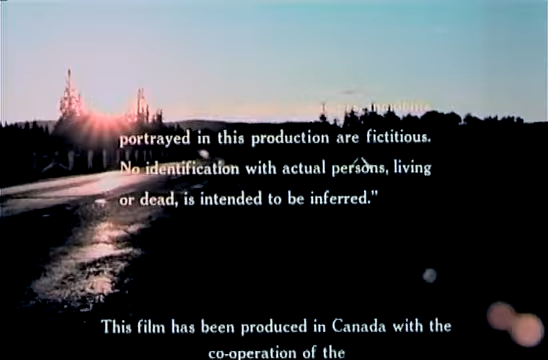 portrayed in this production are fictitious.
No identification with actual persons, living
or dead, is intended to be inferred."
This film has been produced in Canada with the
co-operation of the